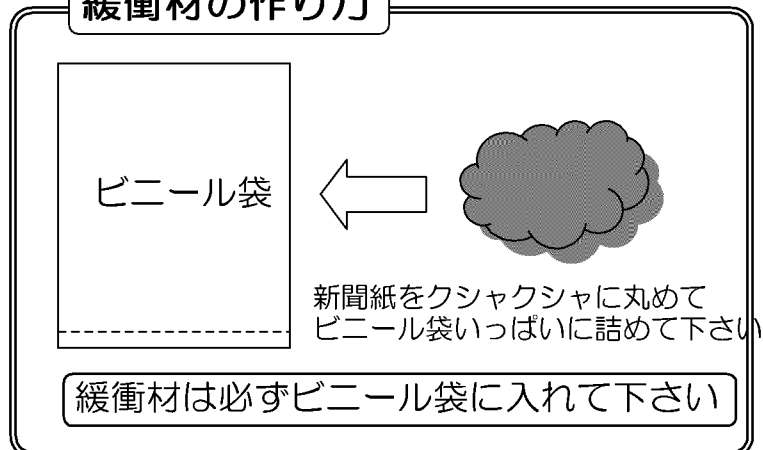 緩衝材の作り方
ビニール袋
新聞紙をクシャクシャに丸めて
ビニール袋いっぱいに詰めて下さい
緩衝材は必ずビニール袋に入れて下さい